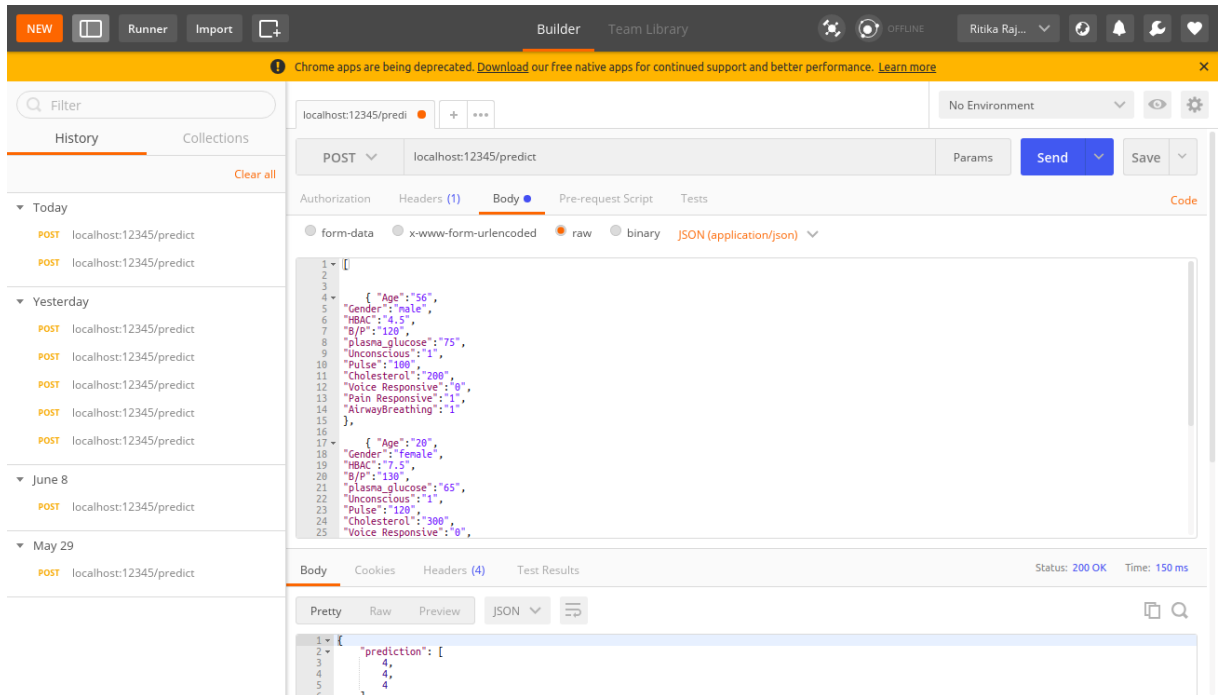 NEW Runner Import Builder Team Library OFFLINE Ritika Raj...
Chrome apps are being deprecated. Download our free native apps for continued support and better performance. Learn more
Filter
History Collections
Clear all
Today
POST localhost:12345/predict
POST localhost:12345/predict
Yesterday
POST localhost:12345/predict
POST localhost:12345/predict
POST localhost:12345/predict
POST localhost:12345/predict
POST localhost:12345/predict
June 8
POST localhost:12345/predict
May 29
POST localhost:12345/predict
localhost:12345/predi + ••• No Environment
POST localhost:12345/predict Params Send Save
Authorization Headers (1) Body Pre-request Script Tests Code
form-data x-www-form-urlencoded raw binary JSON (application/json)
1 [
2
3
4 { "Age":"56",
5 "Gender":"male",
6 "HBAC":"4.5",
7 "B/P":"120",
8 "plasma_glucose":"75",
9 "Unconscious":"1",
10 "Pulse":"100",
11 "Cholesterol":"200",
12 "Voice Responsive":"0",
13 "Pain Responsive":"1",
14 "AirwayBreathing":"1"
15 },
16
17 { "Age":"20",
18 "Gender":"female",
19 "HBAC":"7.5",
20 "B/P":"130",
21 "plasma_glucose":"65",
22 "Unconscious":"1",
23 "Pulse":"120",
24 "Cholesterol":"300",
25 "Voice Responsive":"0",
Body Cookies Headers (4) Test Results Status: 200 OK Time: 150 ms
Pretty Raw Preview JSON
1 {
2 "prediction": [
3 4,
4 4,
5 4
6 ]